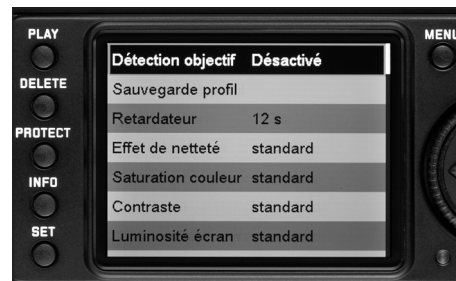 PLAY
DELETE
PROTECT
INFO
SET
MENU
Détection objectif Désactivé
Sauvegarde profil
Retardateur 12 s
Effet de netteté standard
Saturation couleur standard
Contraste standard
Luminosité écran standard